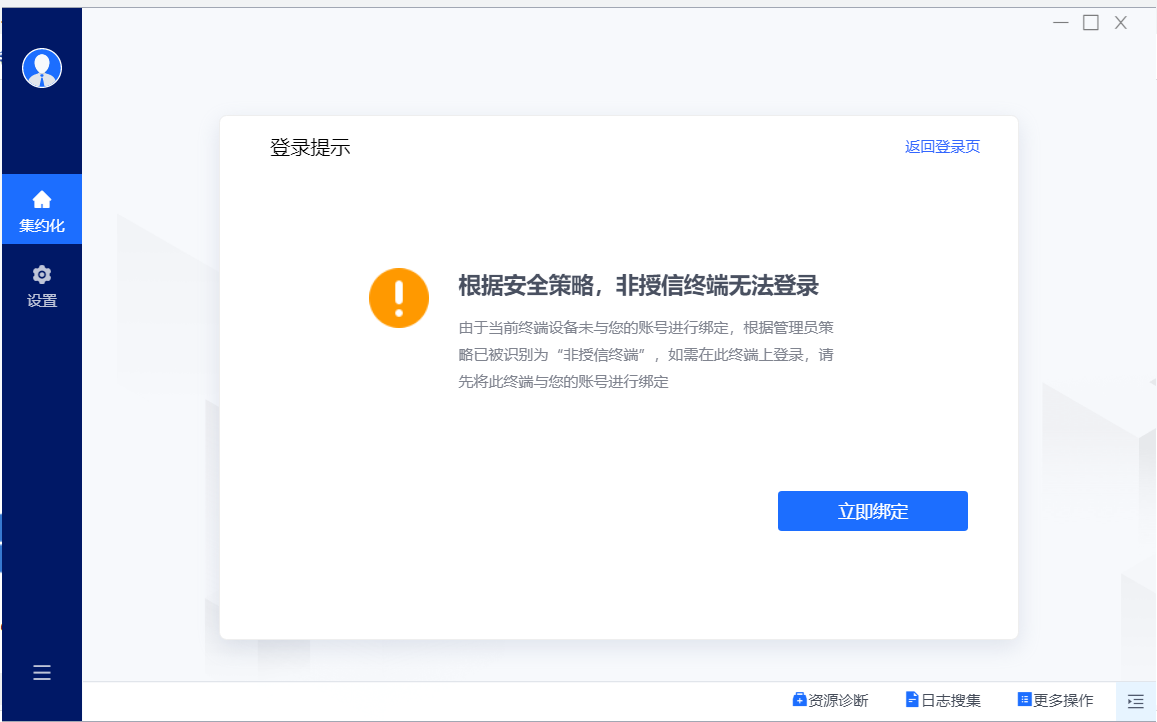 登录提示
返回登录页
集约化
设置
根据安全策略，非授信终端无法登录
由于当前终端设备未与您的账号进行绑定，根据管理员策
略已被识别为“非授信终端”，如需在此终端上登录，请
先将此终端与您的账号进行绑定
立即绑定
资源诊断
日志搜集
更多操作